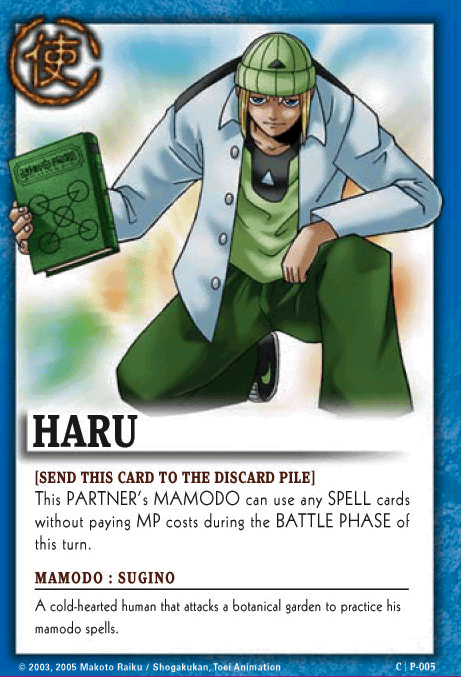 使
HARU
[SEND THIS CARD TO THE DISCARD PILE]
This PARTNER's MAMODO can use any SPELL cards
without paying MP costs during the BATTLE PHASE of
this turn.
MAMODO : SUGINO
A cold-hearted human that attacks a botanical garden to practice his
mamodo spells.
© 2003, 2005 Makoto Raiku / Shogakukan, Toei Animation
C | P-005